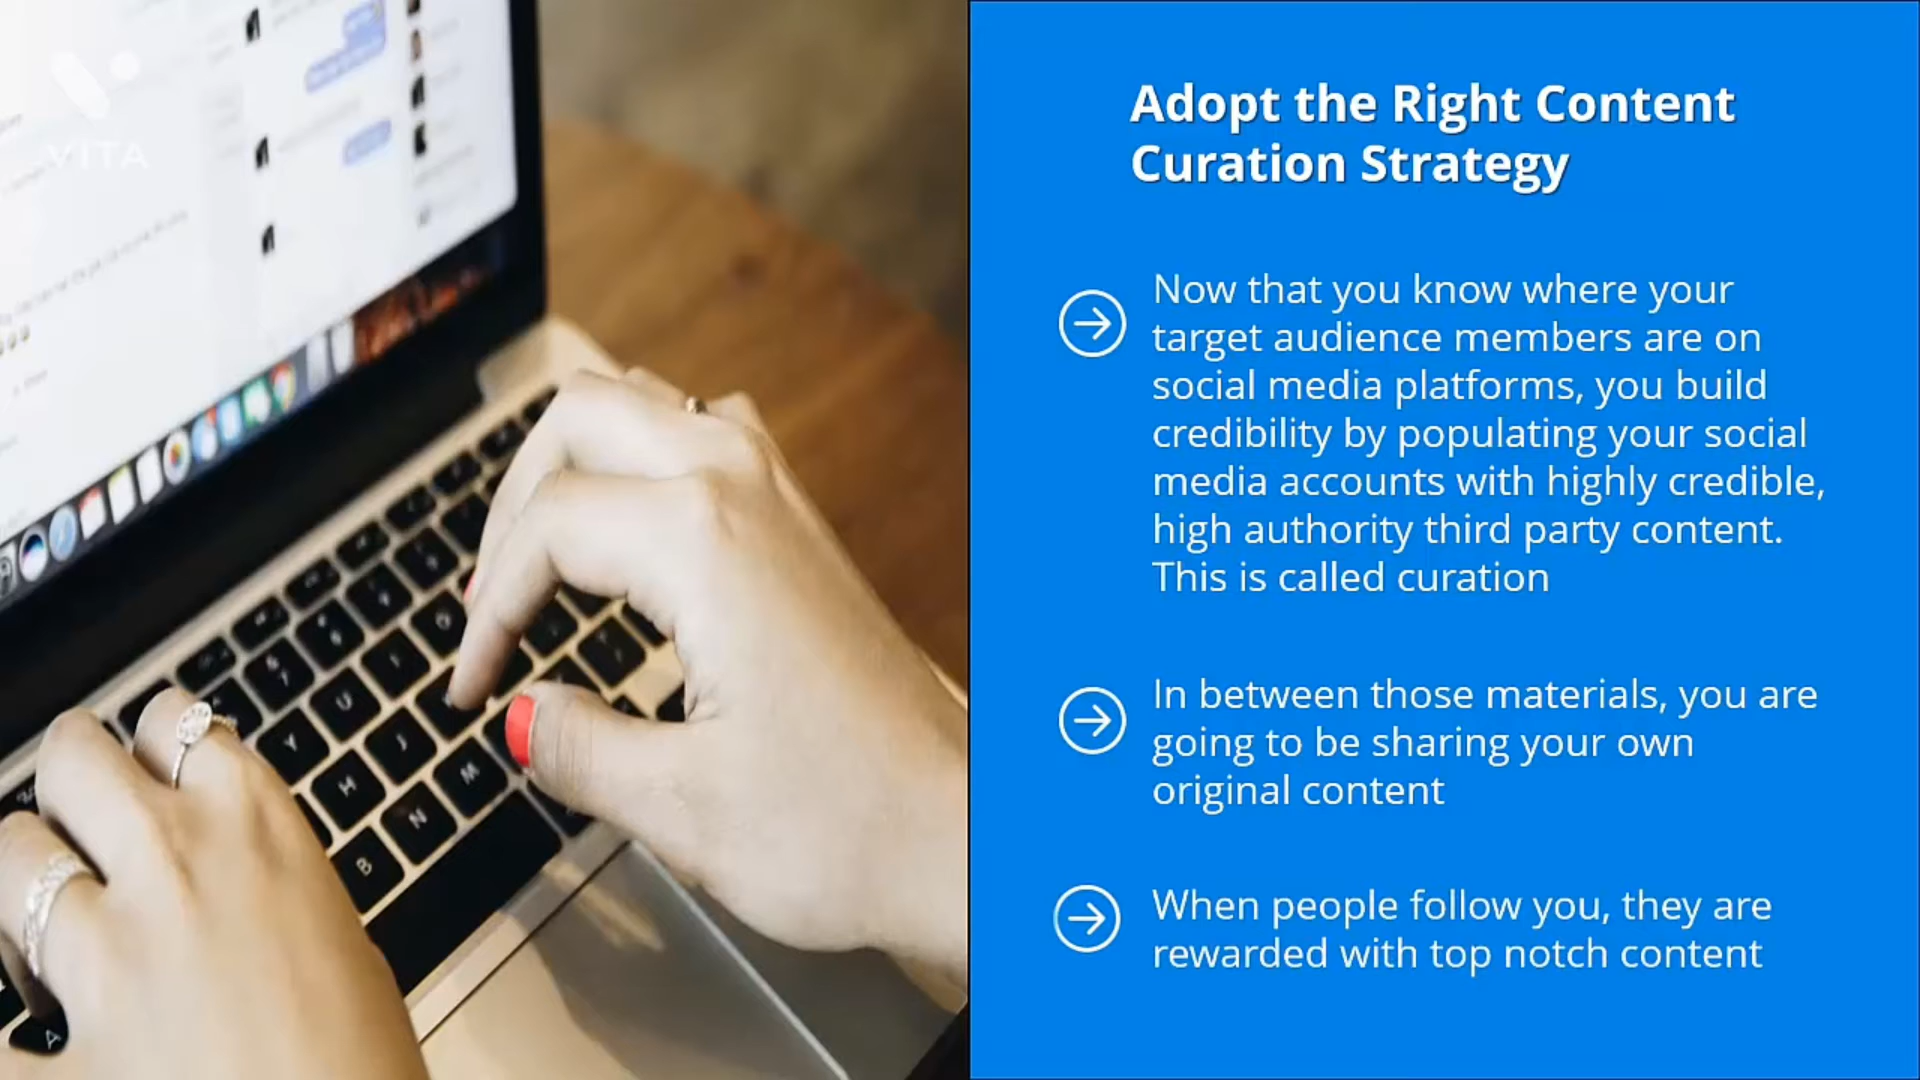 VITA
Adopt the Right Content
Curation Strategy
Now that you know where your
target audience members are on
social media platforms, you build
credibility by populating your social
media accounts with highly credible,
high authority third party content.
This is called curation
In between those materials, you are
going to be sharing your own
original content
When people follow you, they are
rewarded with top notch content
Y
U
H
J
B
N
M
A